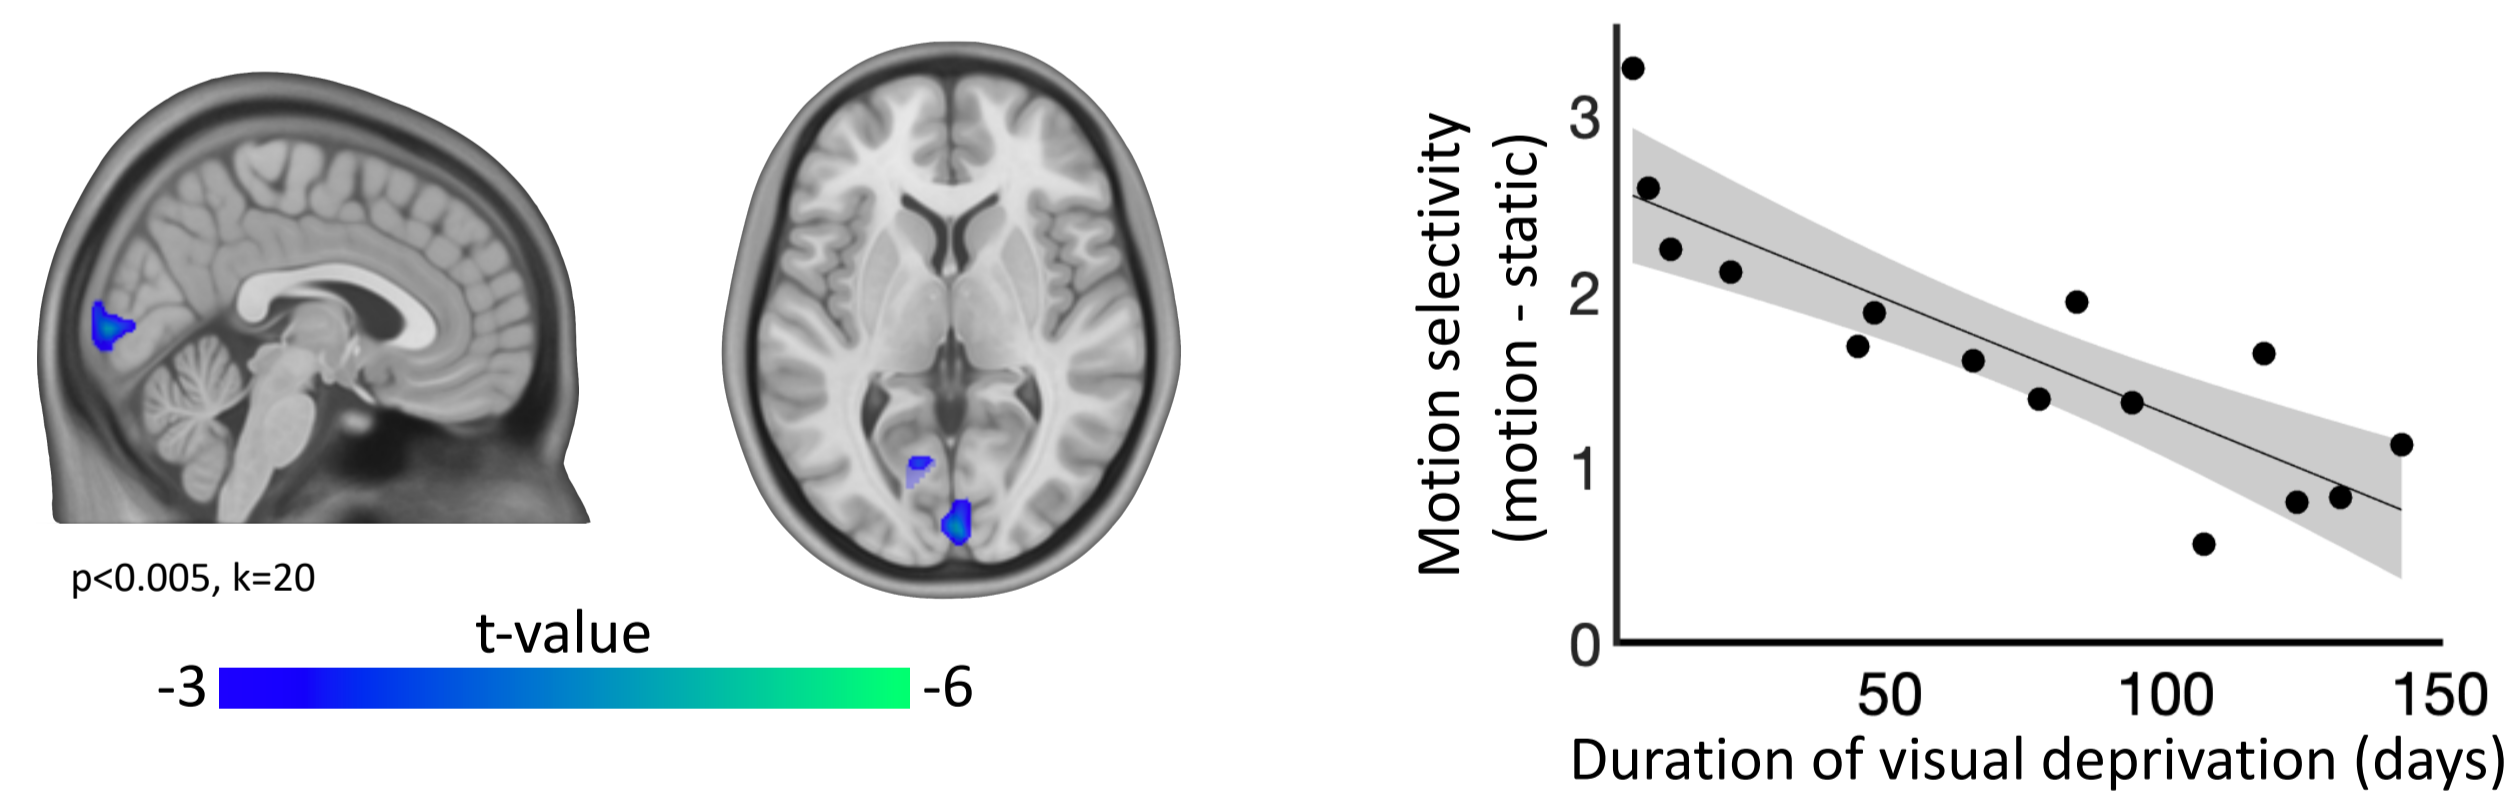 p<0.005, k=20
t-value
-3
-6
Motion selectivity
(motion - static)
3
2
1
0
50
100
150
Duration of visual deprivation (days)